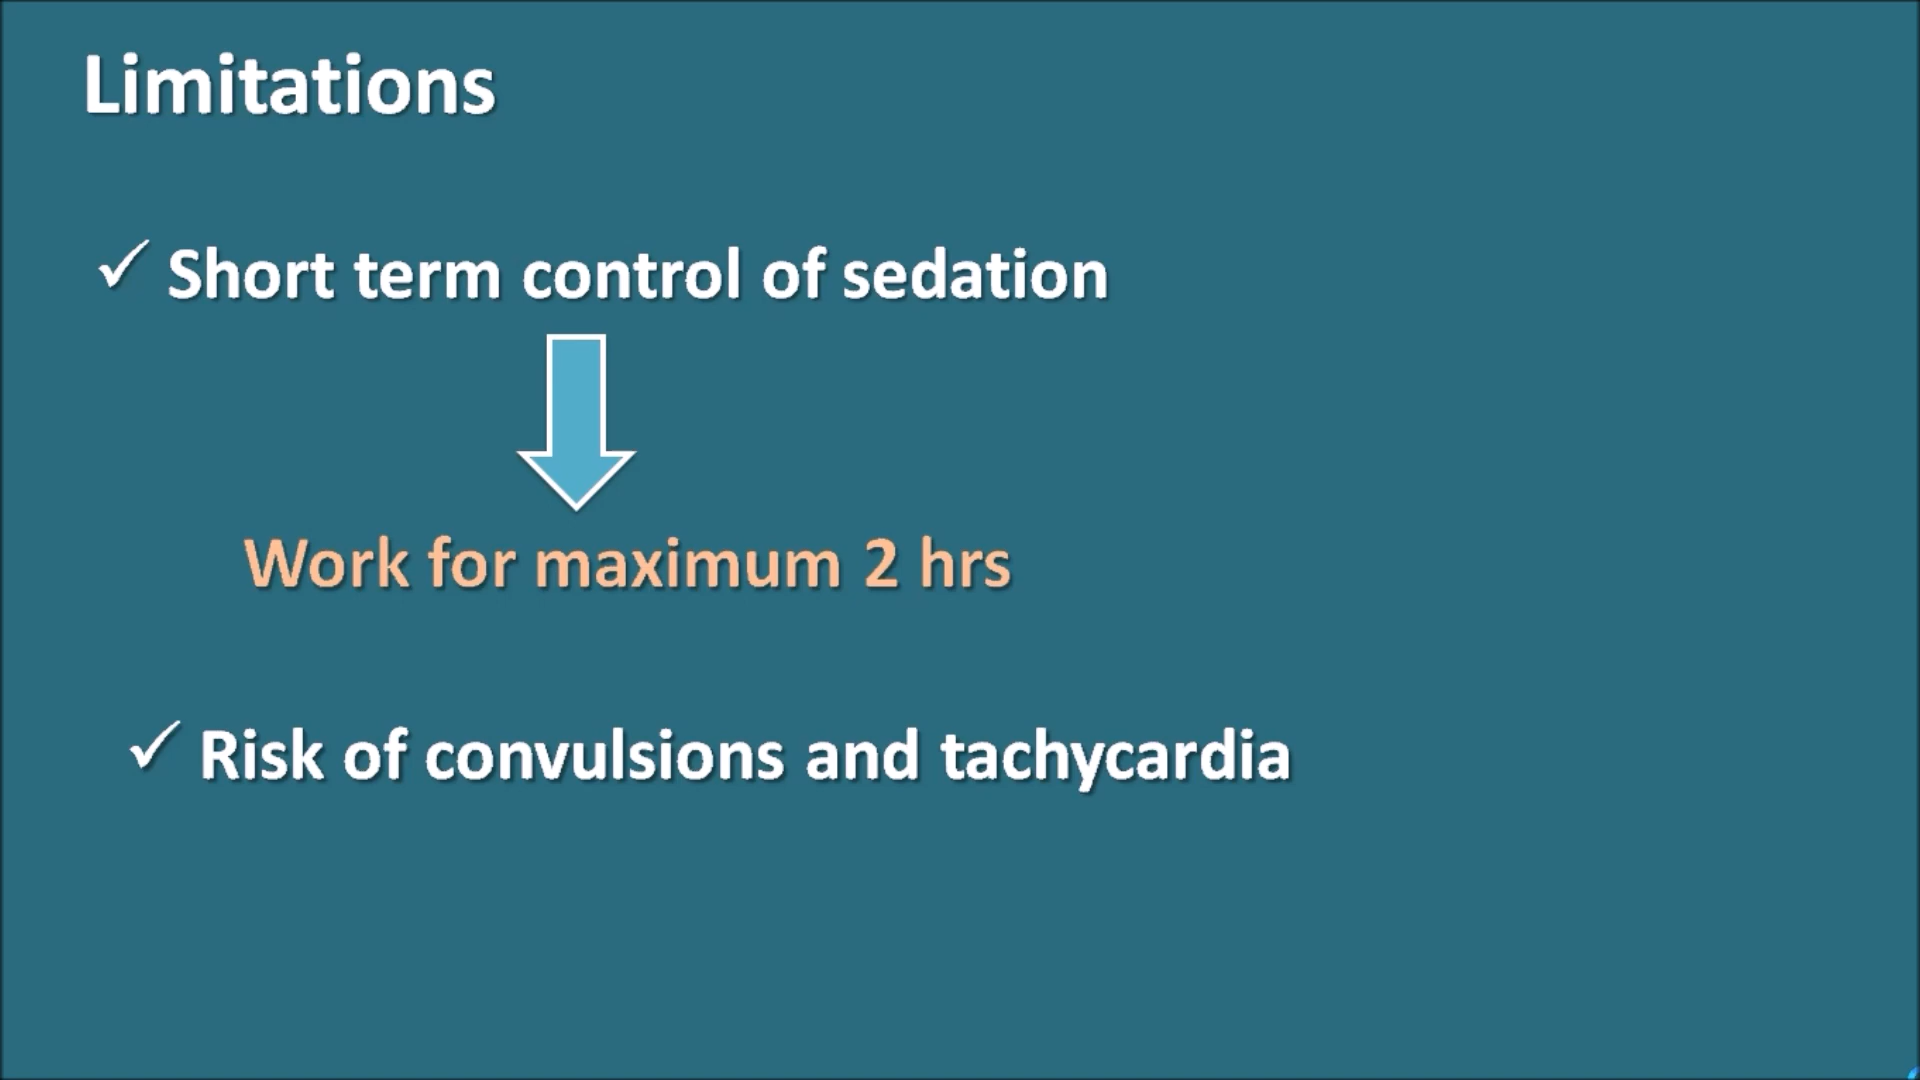 Limitations
✓ Short term control of sedation
Work for maximum 2 hrs
✓ Risk of convulsions and tachycardia